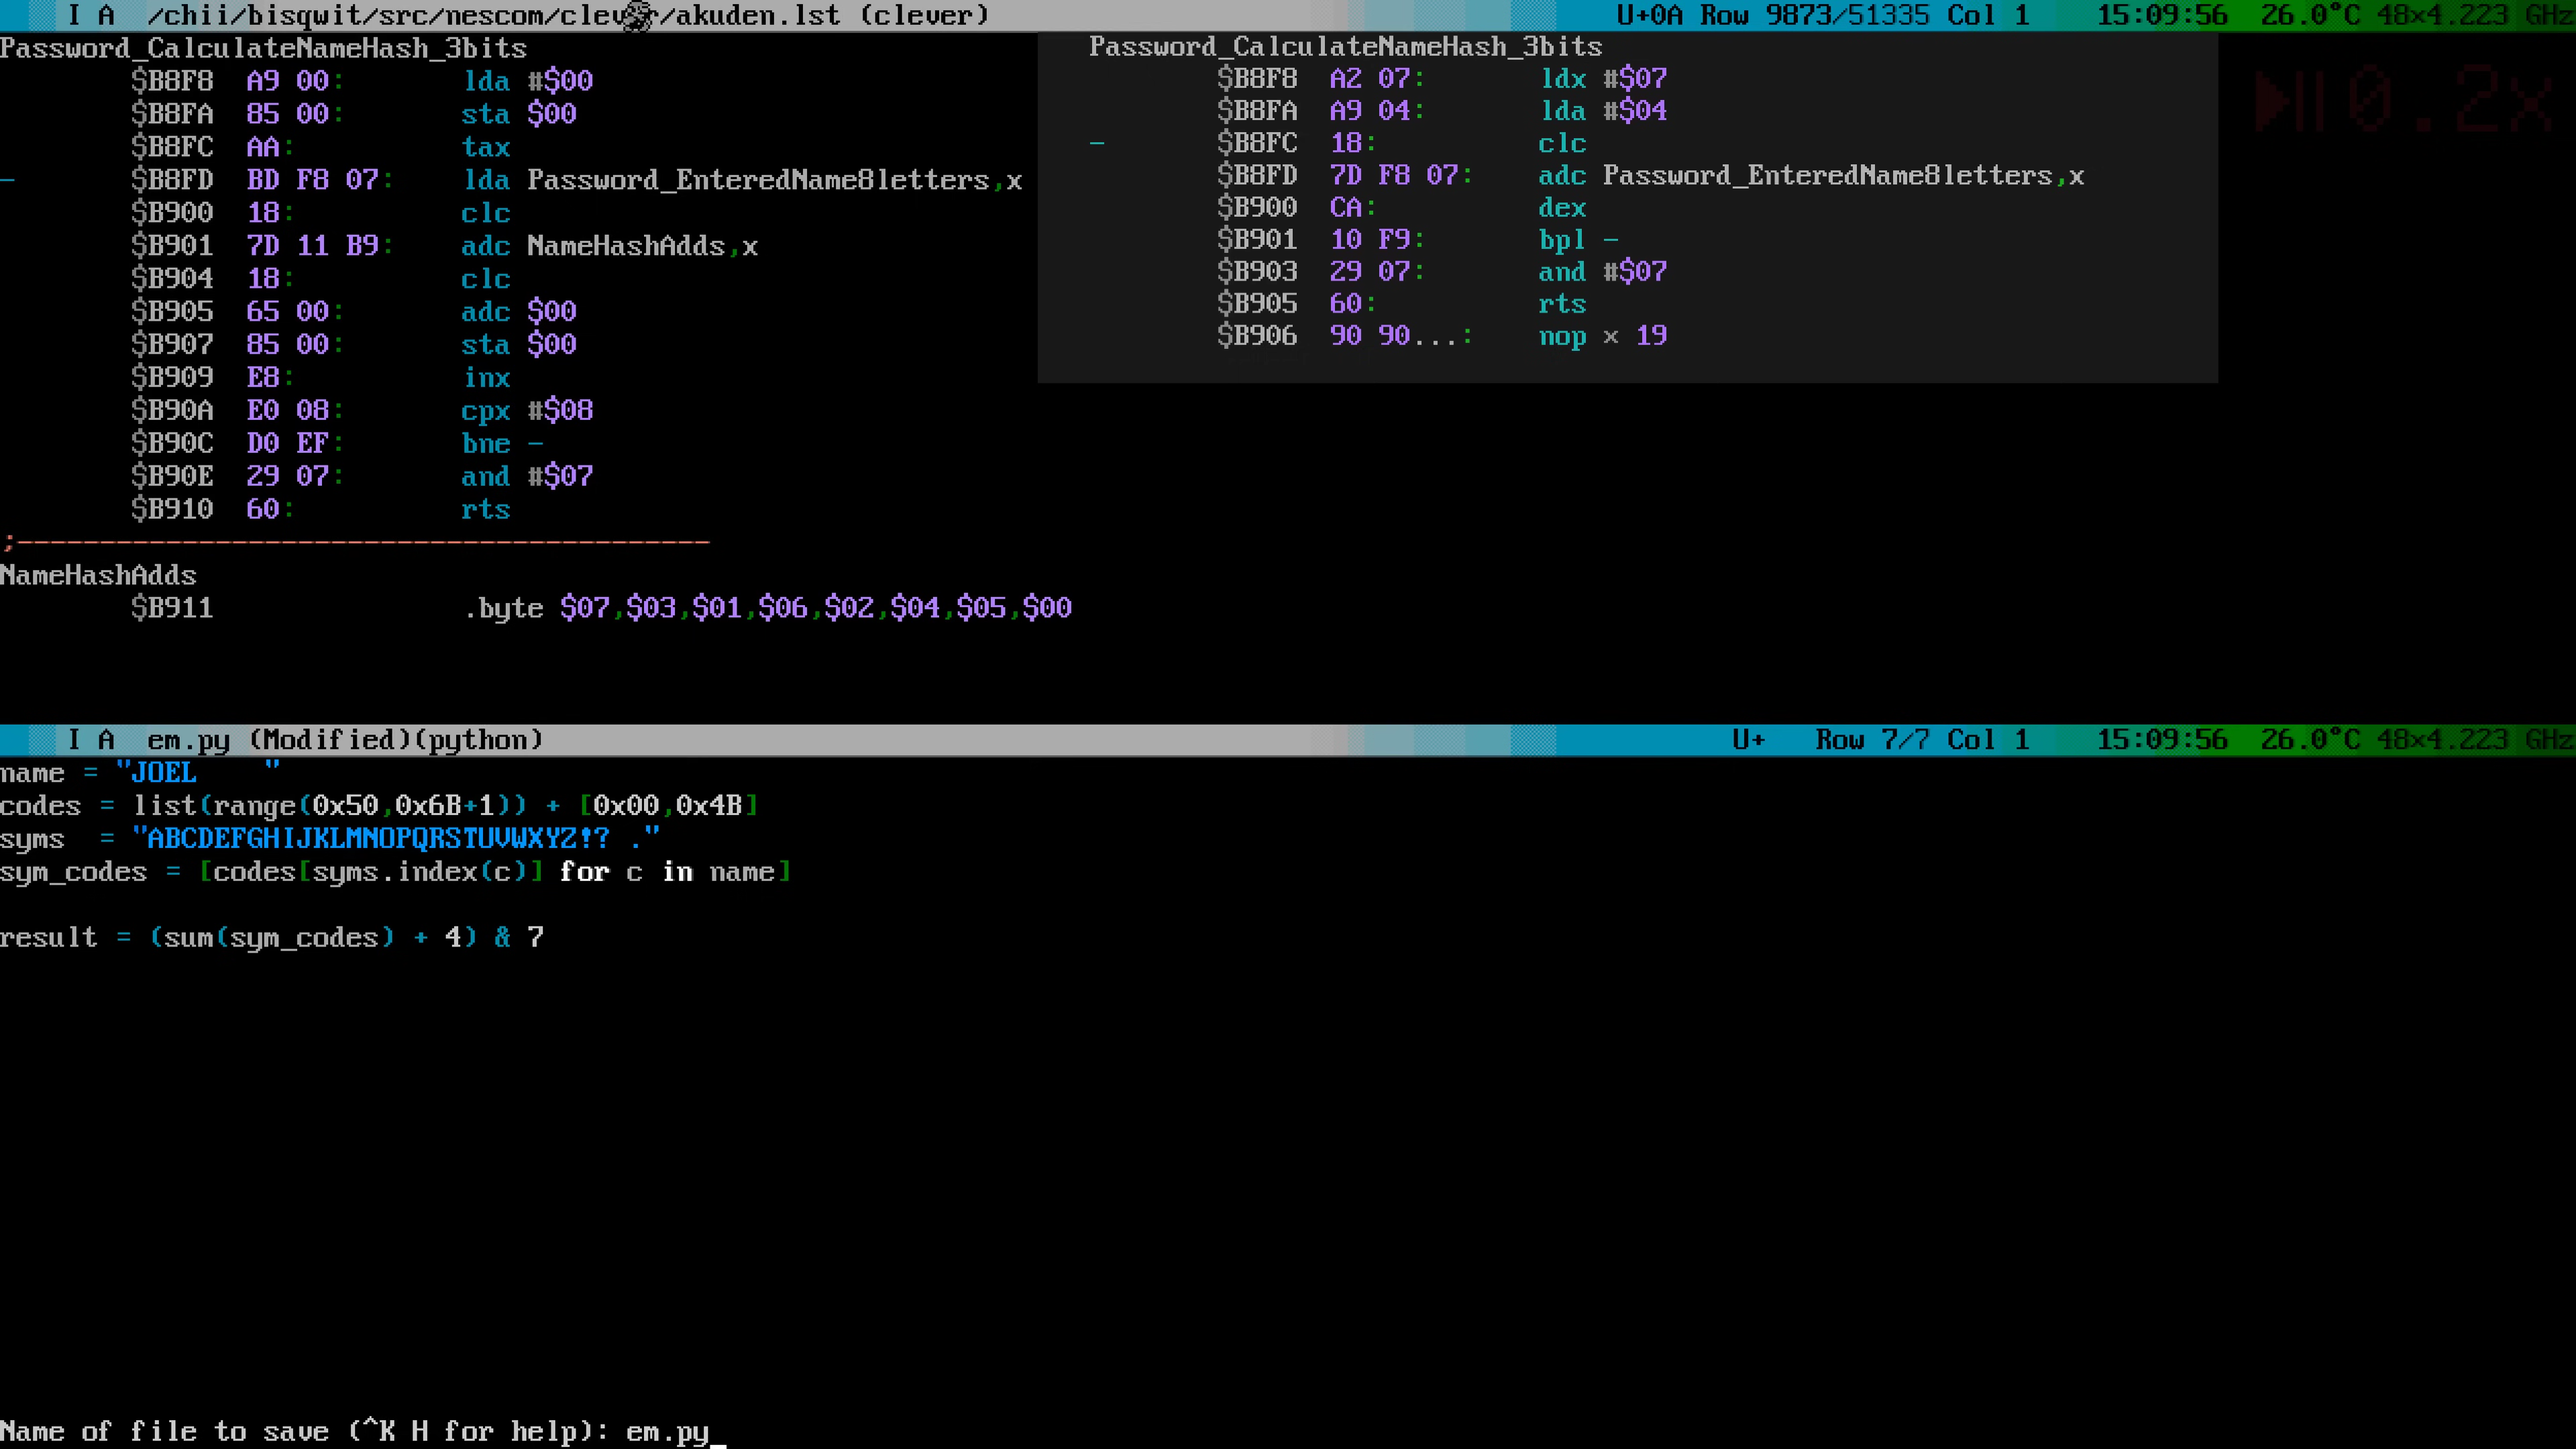 I A /chii/bisqwit/src/nescom/clever/akuden.lst (clever) U+0A Row 9873/51335 Col 1 15:09:56 26.0°C 48×4.223 GHz
Password_CalculateNameHash_3bits
$B8F8 A9 00: lda #$00
$B8FA 85 00: sta $00
$B8FC AA: tax
- $B8FD BD F8 07: lda Password_EnteredName8letters,x
$B900 18: clc
$B901 7D 11 B9: adc NameHashAdds,x
$B904 18: clc
$B905 65 00: adc $00
$B907 85 00: sta $00
$B909 E8: inx
$B90A E0 08: cpx #$08
$B90C D0 EF: bne -
$B90E 29 07: and #$07
$B910 60: rts
;------------------------------------------
NameHashAdds
$B911 .byte $07,$03,$01,$06,$02,$04,$05,$00
Password_CalculateNameHash_3bits
$B8F8 A2 07: ldx #$07
$B8FA A9 04: lda #$04
- $B8FC 18: clc
$B8FD 7D F8 07: adc Password_EnteredName8letters,x
$B900 CA: dex
$B901 10 F9: bpl -
$B903 29 07: and #$07
$B905 60: rts
$B906 90 90...: nop × 19
0.2x
I A em.py (Modified)(python) U+ Row 7/7 Col 1 15:09:56 26.0°C 48×4.223 GHz
name = "JOEL    "
codes = list(range(0x50,0x6B+1)) + [0x00,0x4B]
syms  = "ABCDEFGHIJKLMNOPQRSTUVWXYZ!? ."
sym_codes = [codes[syms.index(c)] for c in name]
result = (sum(sym_codes) + 4) & 7
Name of file to save (^K H for help): em.py_